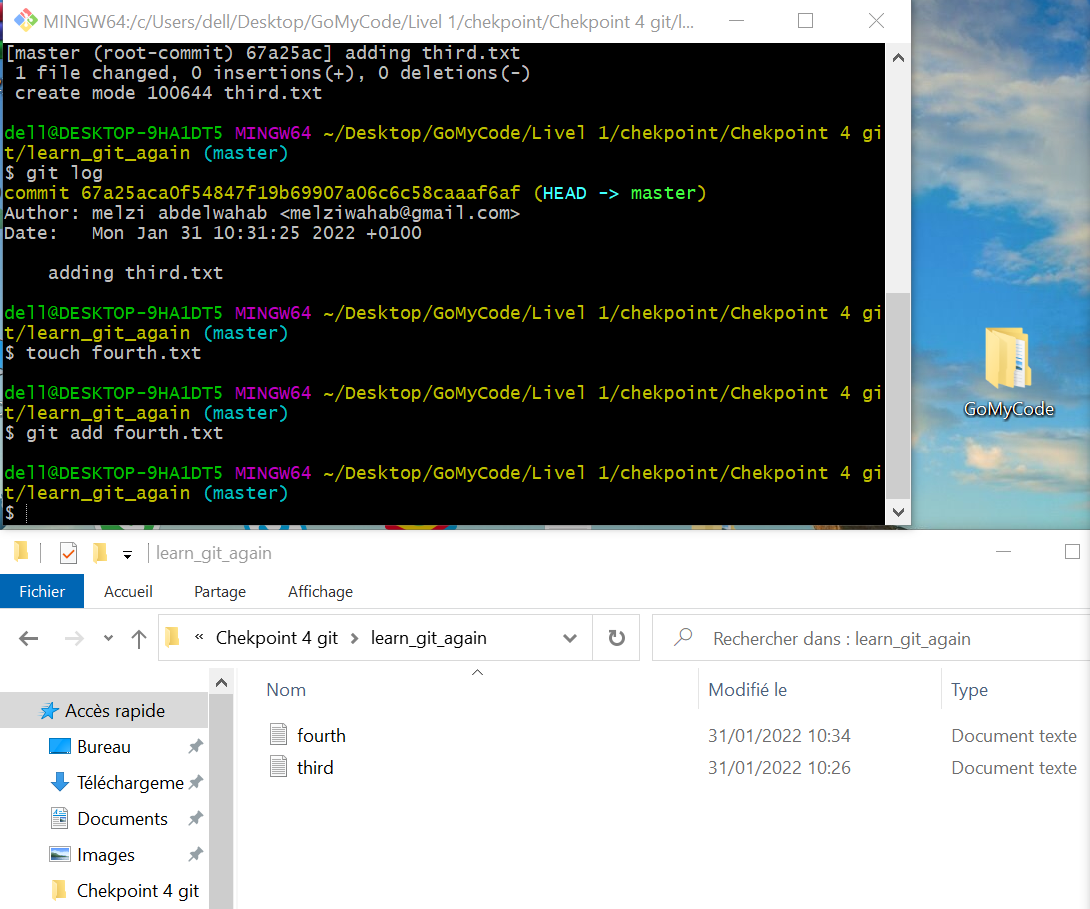 MINGW64:/c/Users/dell/Desktop/GoMyCode/Livel 1/chekpoint/Chekpoint 4 git/l...
[master (root-commit) 67a25ac] adding third.txt
1 file changed, 0 insertions(+), 0 deletions(-)
create mode 100644 third.txt
dell@DESKTOP-9HA1DT5 MINGW64 ~/Desktop/GoMyCode/Livel 1/chekpoint/Chekpoint 4 gi
t/learn_git_again (master)
$ git log
commit 67a25aca0f54847f19b69907a06c6c58caaaf6af (HEAD -> master)
Author: melzi abdelwahab <melziwahab@gmail.com>
Date:   Mon Jan 31 10:31:25 2022 +0100
adding third.txt
dell@DESKTOP-9HA1DT5 MINGW64 ~/Desktop/GoMyCode/Livel 1/chekpoint/Chekpoint 4 gi
t/learn_git_again (master)
$ touch fourth.txt
dell@DESKTOP-9HA1DT5 MINGW64 ~/Desktop/GoMyCode/Livel 1/chekpoint/Chekpoint 4 gi
t/learn_git_again (master)
$ git add fourth.txt
dell@DESKTOP-9HA1DT5 MINGW64 ~/Desktop/GoMyCode/Livel 1/chekpoint/Chekpoint 4 gi
t/learn_git_again (master)
$
GoMyCode
learn_git_again
Fichier Accueil Partage Affichage
« Chekpoint 4 git > learn_git_again Rechercher dans : learn_git_again
Nom Modifié le Type
Accès rapide
Bureau
Téléchargeme
Documents
Images
Chekpoint 4 git
fourth 31/01/2022 10:34 Document texte
third 31/01/2022 10:26 Document texte